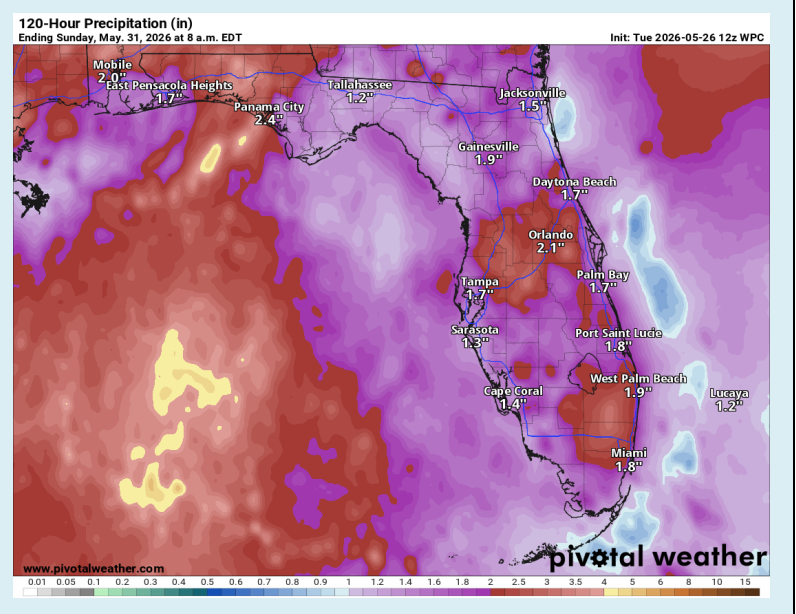 120-Hour Precipitation (in)
Ending Sunday, May. 31, 2026 at 8 a.m. EDT
Init: Tue 2026-05-26 12z WPC
Mobile
2.0"
East Pensacola Heights
1.7"
Panama City
2.4"
Tallahassee
1.2"
Jacksonville
1.5"
Gainesville
1.9"
Daytona Beach
1.7"
Orlando
2.1"
Palm Bay
1.7"
Tampa
1.7"
Sarasota
1.3"
Port Saint Lucie
1.8"
West Palm Beach
1.9"
Cape Coral
1.4"
Lucaya
1.2"
Miami
1.8"
www.pivotalweather.com
pivotal weather
0.01 0.05 0.1 0.2 0.3 0.4 0.5 0.6 0.7 0.8 0.9 1 1.2 1.4 1.6 1.8 2 2.5 3 3.5 4 5 6 8 10 15